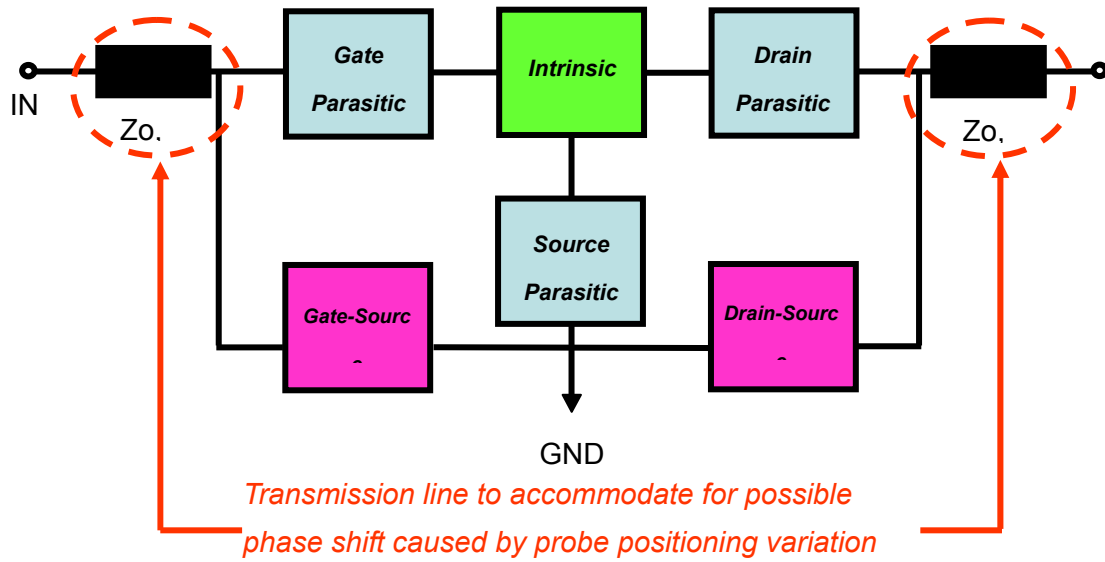 Gate
Parasitic
Intrinsic
Drain
Parasitic
IN
Zo,
Zo,
Source
Parasitic
Gate-Sourc
Drain-Sourc
GND
Transmission line to accommodate for possible
phase shift caused by probe positioning variation